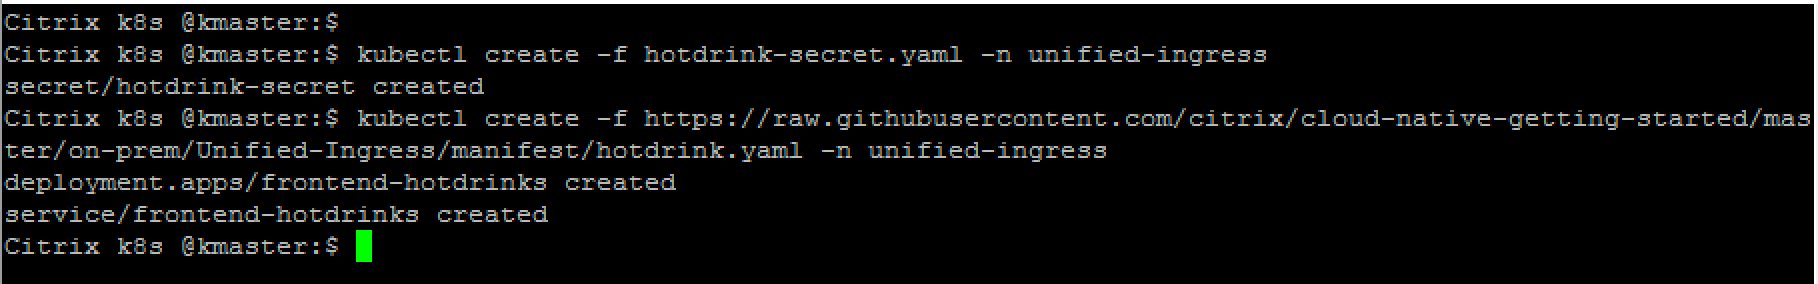 Citrix k8s @kmaster:$
Citrix k8s @kmaster:$ kubectl create -f hotdrink-secret.yaml -n unified-ingress
secret/hotdrink-secret created
Citrix k8s @kmaster:$ kubectl create -f https://raw.githubusercontent.com/citrix/cloud-native-getting-started/mas
ter/on-prem/Unified-Ingress/manifest/hotdrink.yaml -n unified-ingress
deployment.apps/frontend-hotdrinks created
service/frontend-hotdrinks created
Citrix k8s @kmaster:$